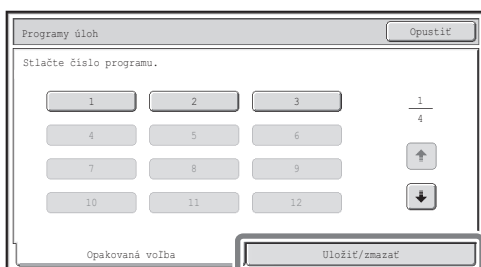 Programy úloh
Opustiť
Stlačte číslo programu.
1 2 3
1
4
4 5 6
7 8 9
10 11 12
Opakovaná voľba
Uložiť/zmazať